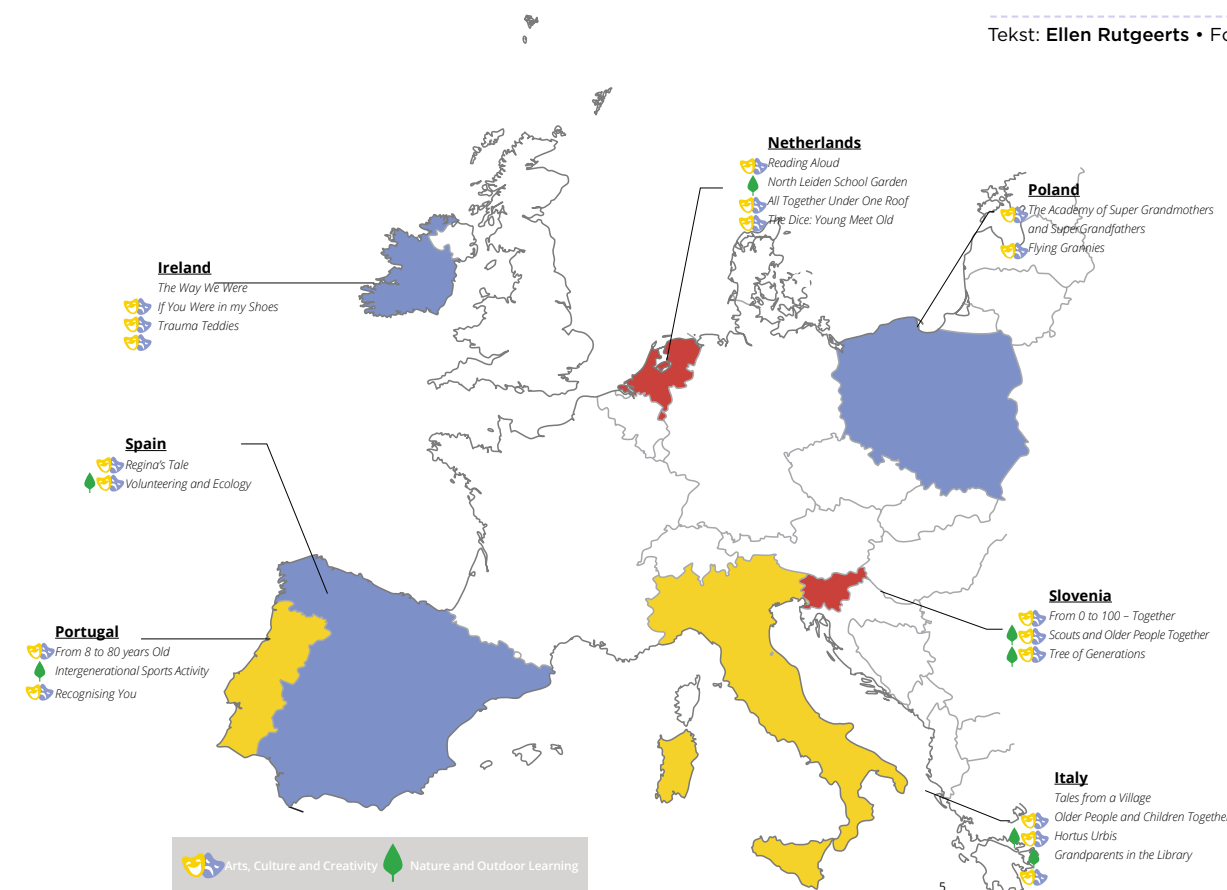 Tekst: Ellen Rutgeerts • Fo
Netherlands
Reading Aloud
North Leiden School Garden
All Together Under One Roof
The Dice: Young Meet Old
Poland
The Academy of Super Grandmothers
and SuperGrandfathers
Flying Grannies
Ireland
The Way We Were
If You Were in my Shoes
Trauma Teddies
Spain
Regina's Tale
Volunteering and Ecology
Portugal
From 8 to 80 years Old
Intergenerational Sports Activity
Recognising You
Slovenia
From 0 to 100 – Together
Scouts and Older People Together
Tree of Generations
Italy
Tales from a Village
Older People and Children Together
Hortus Urbis
Grandparents in the Library
Arts, Culture and Creativity
Nature and Outdoor Learning
5